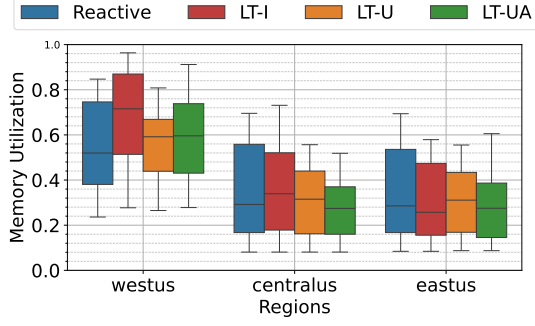 Reactive LT-I LT-U LT-UA
Memory Utilization
1.0
0.8
0.6
0.4
0.2
0.0
westus centralus eastus
Regions